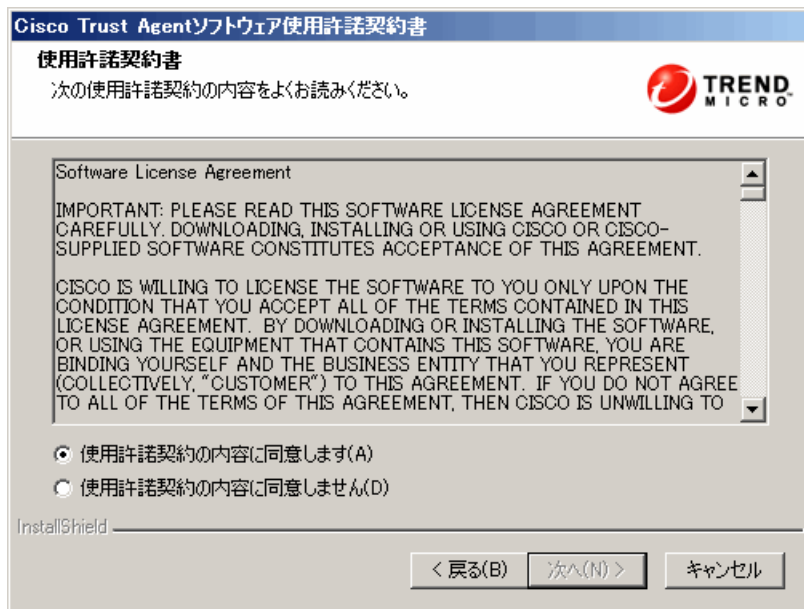 Cisco Trust Agentソフトウェア使用許諾契約書
使用許諾契約書
次の使用許諾契約の内容をよくお読みください。
TREND
MICRO
Software License Agreement
IMPORTANT: PLEASE READ THIS SOFTWARE LICENSE AGREEMENT
CAREFULLY. DOWNLOADING, INSTALLING OR USING CISCO OR CISCO-
SUPPLIED SOFTWARE CONSTITUTES ACCEPTANCE OF THIS AGREEMENT.
CISCO IS WILLING TO LICENSE THE SOFTWARE TO YOU ONLY UPON THE
CONDITION THAT YOU ACCEPT ALL OF THE TERMS CONTAINED IN THIS
LICENSE AGREEMENT. BY DOWNLOADING OR INSTALLING THE SOFTWARE,
OR USING THE EQUIPMENT THAT CONTAINS THIS SOFTWARE, YOU ARE
BINDING YOURSELF AND THE BUSINESS ENTITY THAT YOU REPRESENT
(COLLECTIVELY, "CUSTOMER") TO THIS AGREEMENT. IF YOU DO NOT AGREE
TO ALL OF THE TERMS OF THIS AGREEMENT, THEN CISCO IS UNWILLING TO
使用許諾契約の内容に同意します(A)
使用許諾契約の内容に同意しません(D)
InstallShield
< 戻る(B)
次へ(N) >
キャンセル